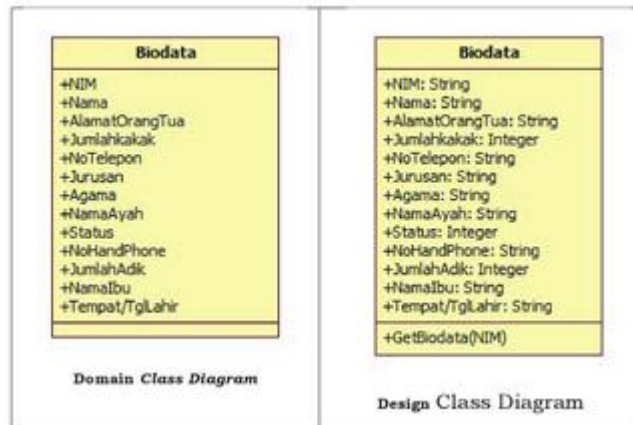 Biodata
+NIM
+Nama
+AlamatOrangTua
+Jumlahkakak
+NoTelepon
+Jurusan
+Agama
+NamaAyah
+Status
+NoHandPhone
+JumlahAdik
+NamaIbu
+Tempat/TglLahir
Domain Class Diagram
Biodata
+NIM: String
+Nama: String
+AlamatOrangTua: String
+Jumlahkakak: Integer
+NoTelepon: String
+Jurusan: String
+Agama: String
+NamaAyah: String
+Status: Integer
+NoHandPhone: String
+JumlahAdik: Integer
+NamaIbu: String
+Tempat/TglLahir: String
+GetBiodata(NIM)
Design Class Diagram